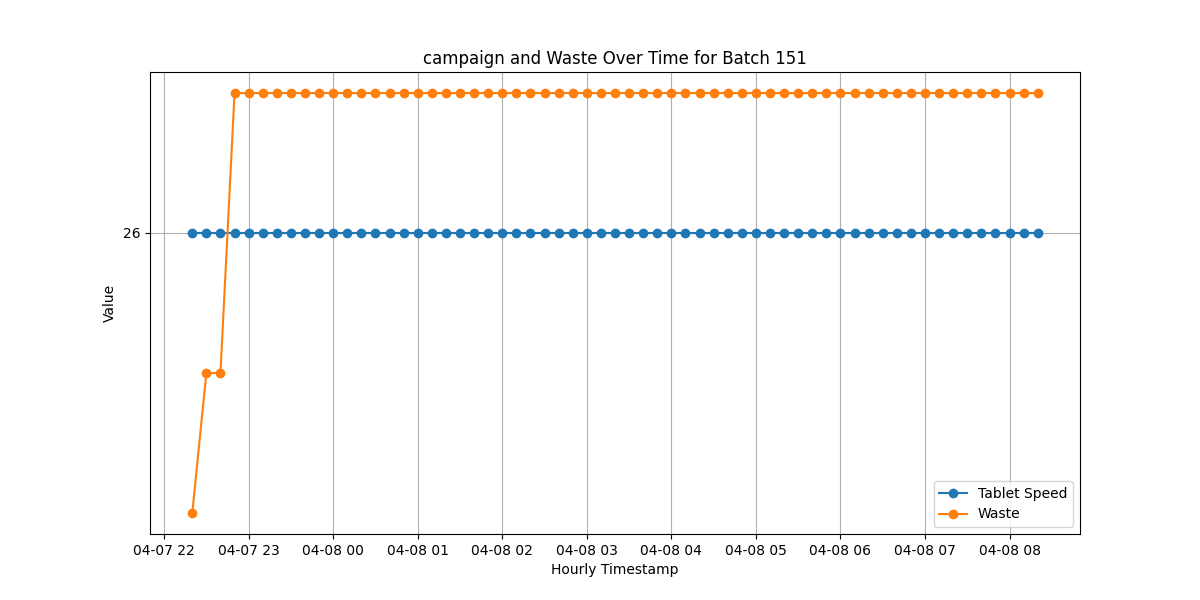 campaign and Waste Over Time for Batch 151
26
Value
Tablet Speed
Waste
04-07 22 04-07 23 04-08 00 04-08 01 04-08 02 04-08 03 04-08 04 04-08 05 04-08 06 04-08 07 04-08 08
Hourly Timestamp